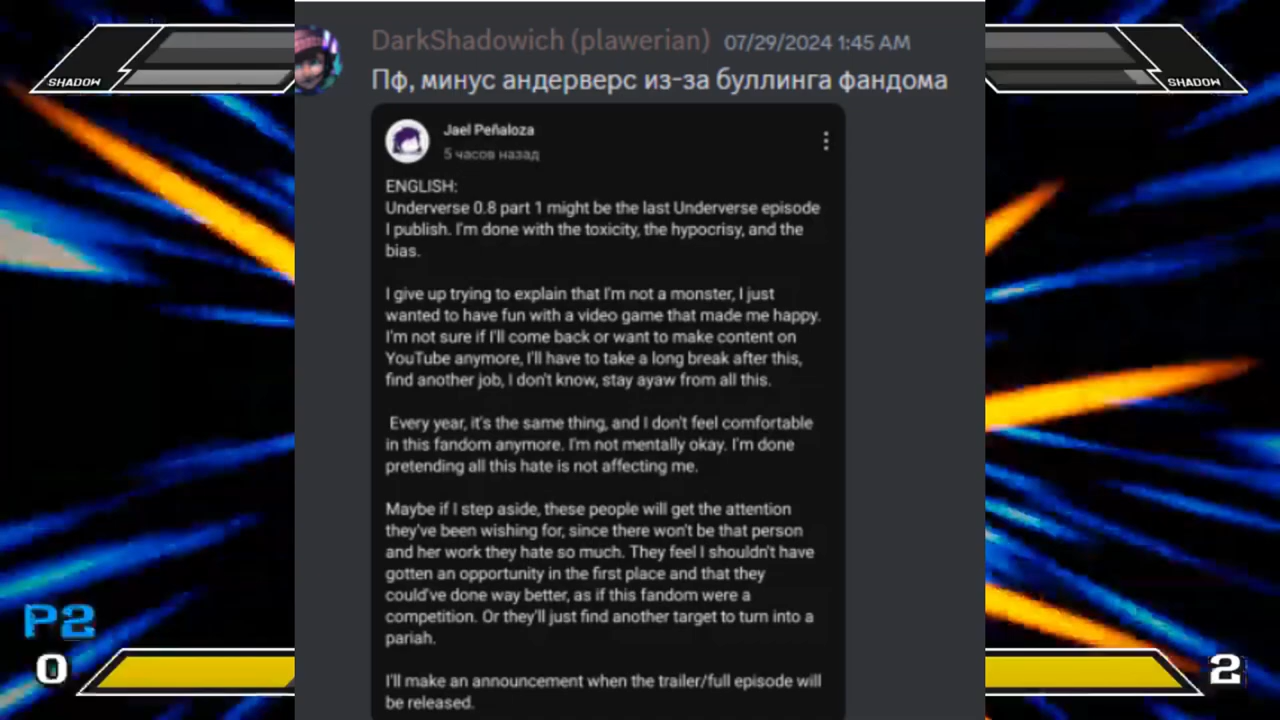 DarkShadowich (plawerian) 07/29/2024 1:45 AM
Пф, минус андерверс из-за буллинга фандома
SHADOW
SHADOW
Jael Peñaloza
5 часов назад
ENGLISH:
Underverse 0.8 part 1 might be the last Underverse episode
I publish. I'm done with the toxicity, the hypocrisy, and the
bias.
I give up trying to explain that I'm not a monster, I just
wanted to have fun with a video game that made me happy.
I'm not sure if I'll come back or want to make content on
YouTube anymore, I'll have to take a long break after this,
find another job, I don't know, stay ayaw from all this.
Every year, it's the same thing, and I don't feel comfortable
in this fandom anymore. I'm not mentally okay. I'm done
pretending all this hate is not affecting me.
Maybe if I step aside, these people will get the attention
they've been wishing for, since there won't be that person
and her work they hate so much. They feel I shouldn't have
gotten an opportunity in the first place and that they
could've done way better, as if this fandom were a
competition. Or they'll just find another target to turn into a
pariah.
I'll make an announcement when the trailer/full episode will
be released.
P2
0
2